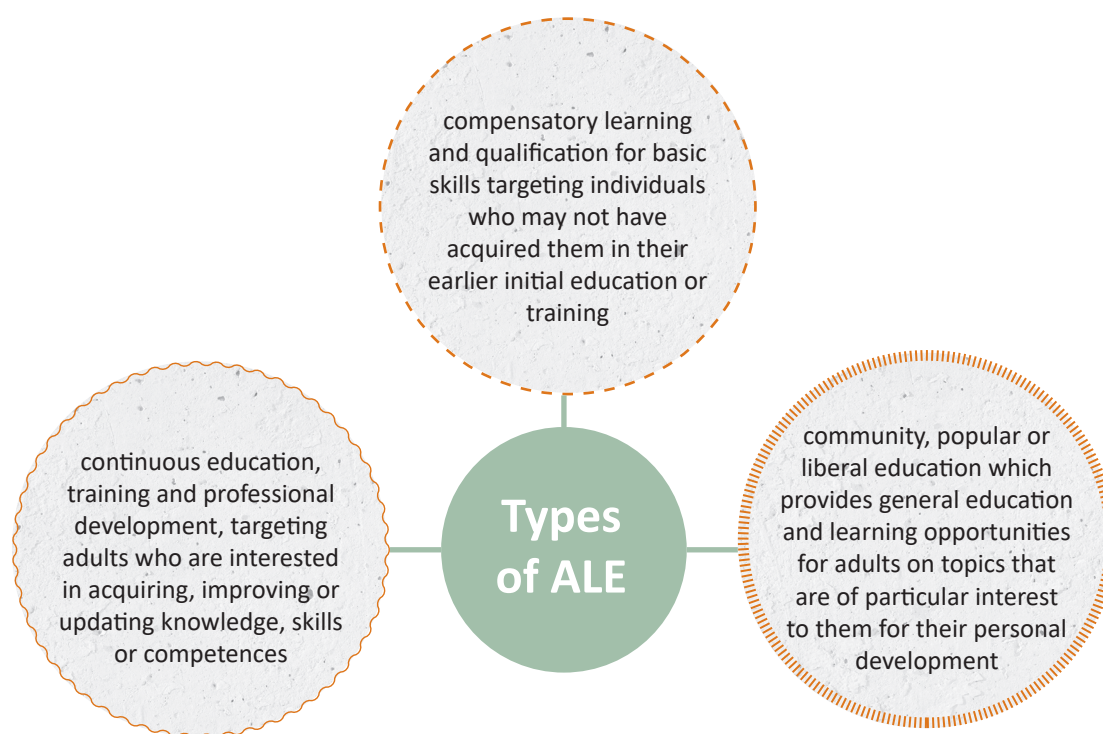 compensatory learning
and qualification for basic
skills targeting individuals
who may not have
acquired them in their
earlier initial education or
training
continuous education,
training and professional
development, targeting
adults who are interested
in acquiring, improving or
updating knowledge, skills
or competences
Types
of ALE
community, popular or
liberal education which
provides general education
and learning opportunities
for adults on topics that
are of particular interest
to them for their personal
development